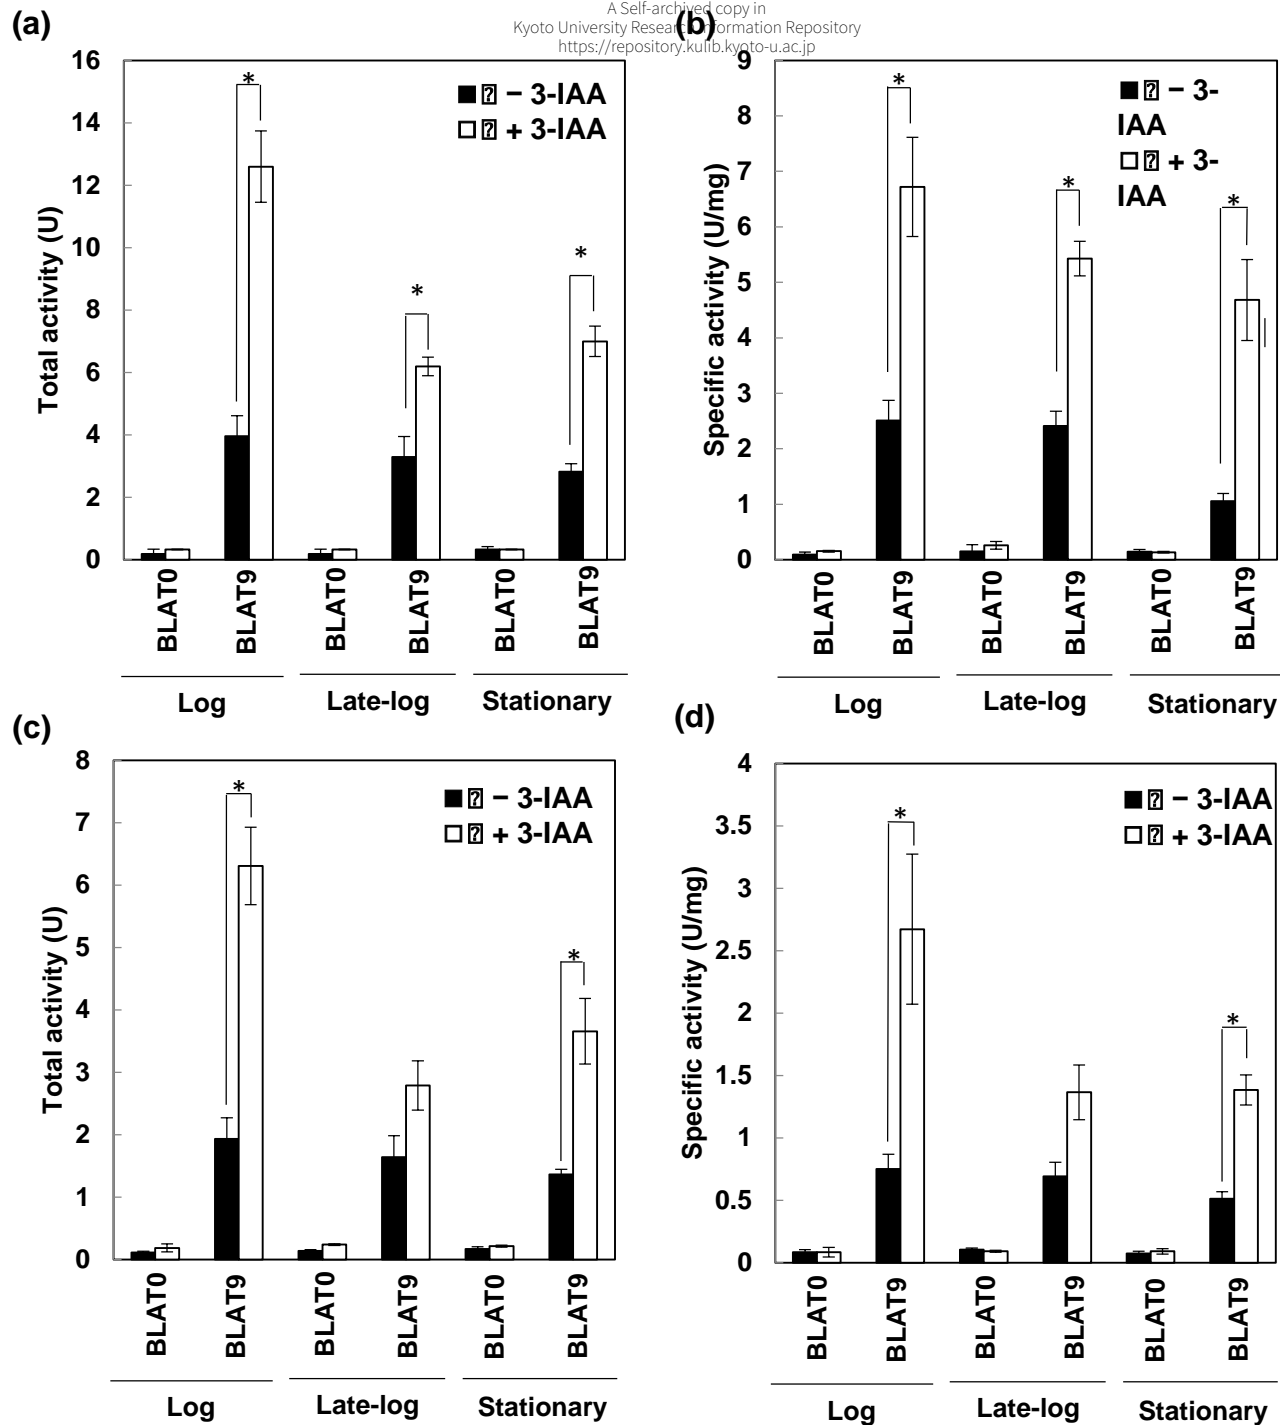 A Self-archived copy in
Kyoto University Research Information Repository
https://repository.kulib.kyoto-u.ac.jp
(a)
16
14
12
10
8
6
4
2
0
Total activity (U)
− 3-IAA
+ 3-IAA
*
*
*
BLAT0
BLAT9
BLAT0
BLAT9
BLAT0
BLAT9
Log
Late-log
Stationary
(b)
9
8
7
6
5
4
3
2
1
0
Specific activity (U/mg)
− 3-
IAA
+ 3-
IAA
*
*
*
BLAT0
BLAT9
BLAT0
BLAT9
BLAT0
BLAT9
Log
Late-log
Stationary
(c)
8
7
6
5
4
3
2
1
0
Total activity (U)
− 3-IAA
+ 3-IAA
*
*
BLAT0
BLAT9
BLAT0
BLAT9
BLAT0
BLAT9
Log
Late-log
Stationary
(d)
4
3.5
3
2.5
2
1.5
1
0.5
0
Specific activity (U/mg)
− 3-IAA
+ 3-IAA
*
*
BLAT0
BLAT9
BLAT0
BLAT9
BLAT0
BLAT9
Log
Late-log
Stationary